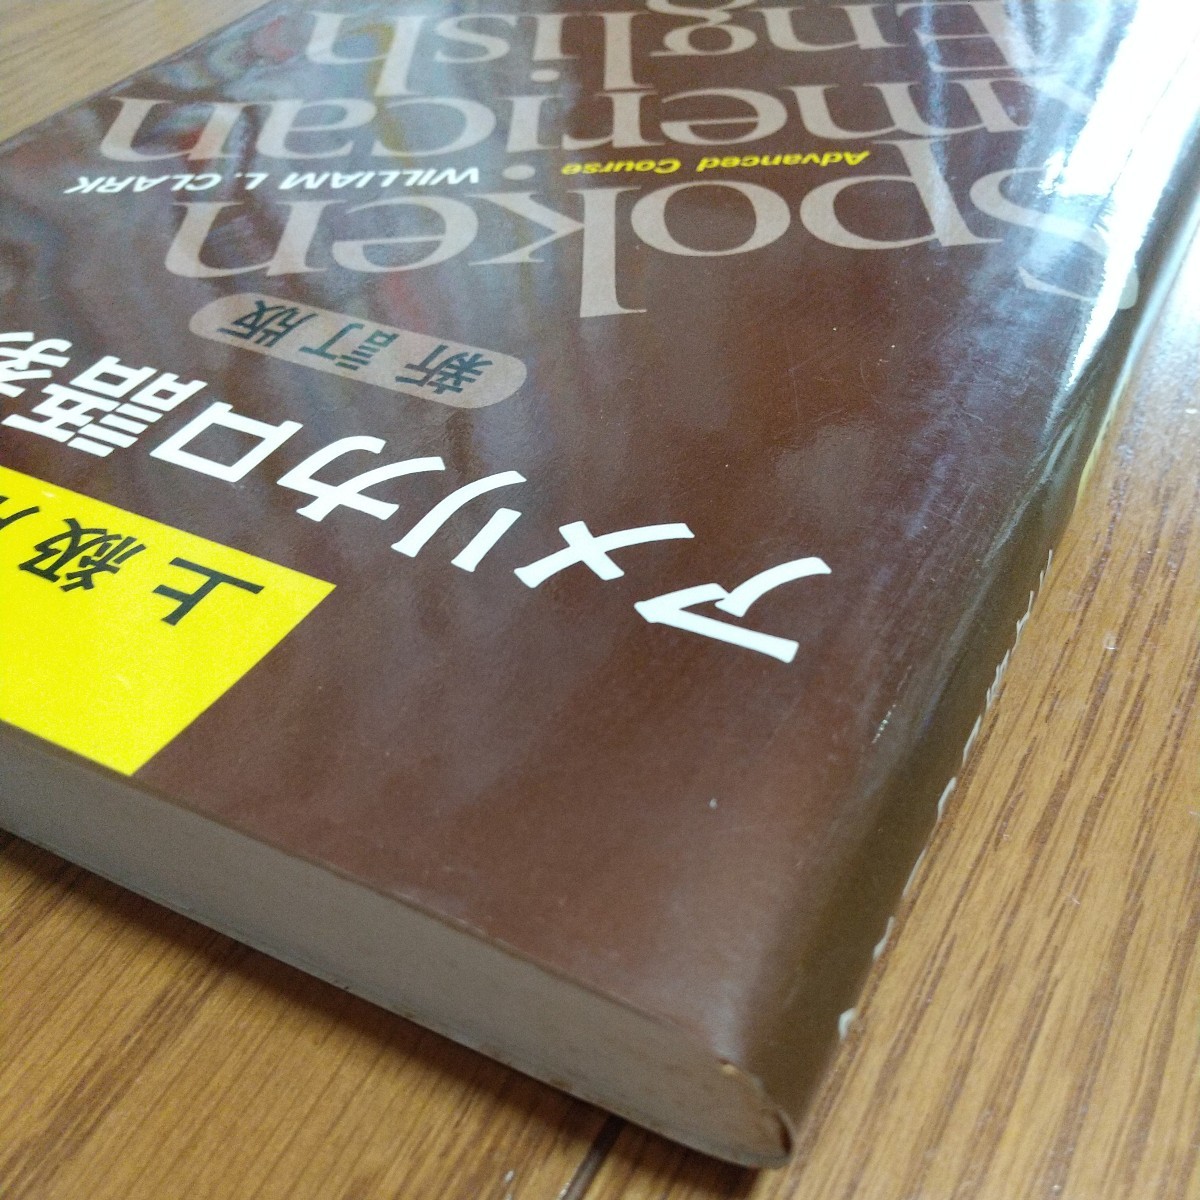 Spoken
American
English
Advanced Course
WILLIAM L. CLARK
新訂版
アメリカ口語教
上級